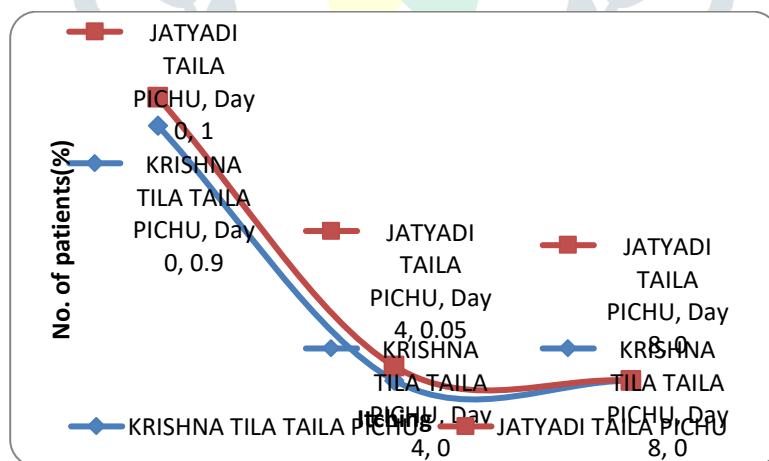 JATYADI
TAILA
PICHU, Day
0, 1
KRISHNA
TILA TAILA
PICHU, Day
0, 0.9
No. of patients(%)
JATYADI
TAILA
PICHU, Day
4, 0.05
JATYADI
TAILA
PICHU, Day
8, 0
KRISHNA
TILA TAILA
PICHU, Day
4, 0
KRISHNA
TILA TAILA
PICHU, Day
8, 0
Itching
KRISHNA TILA TAILA PICHU
JATYADI TAILA PICHU